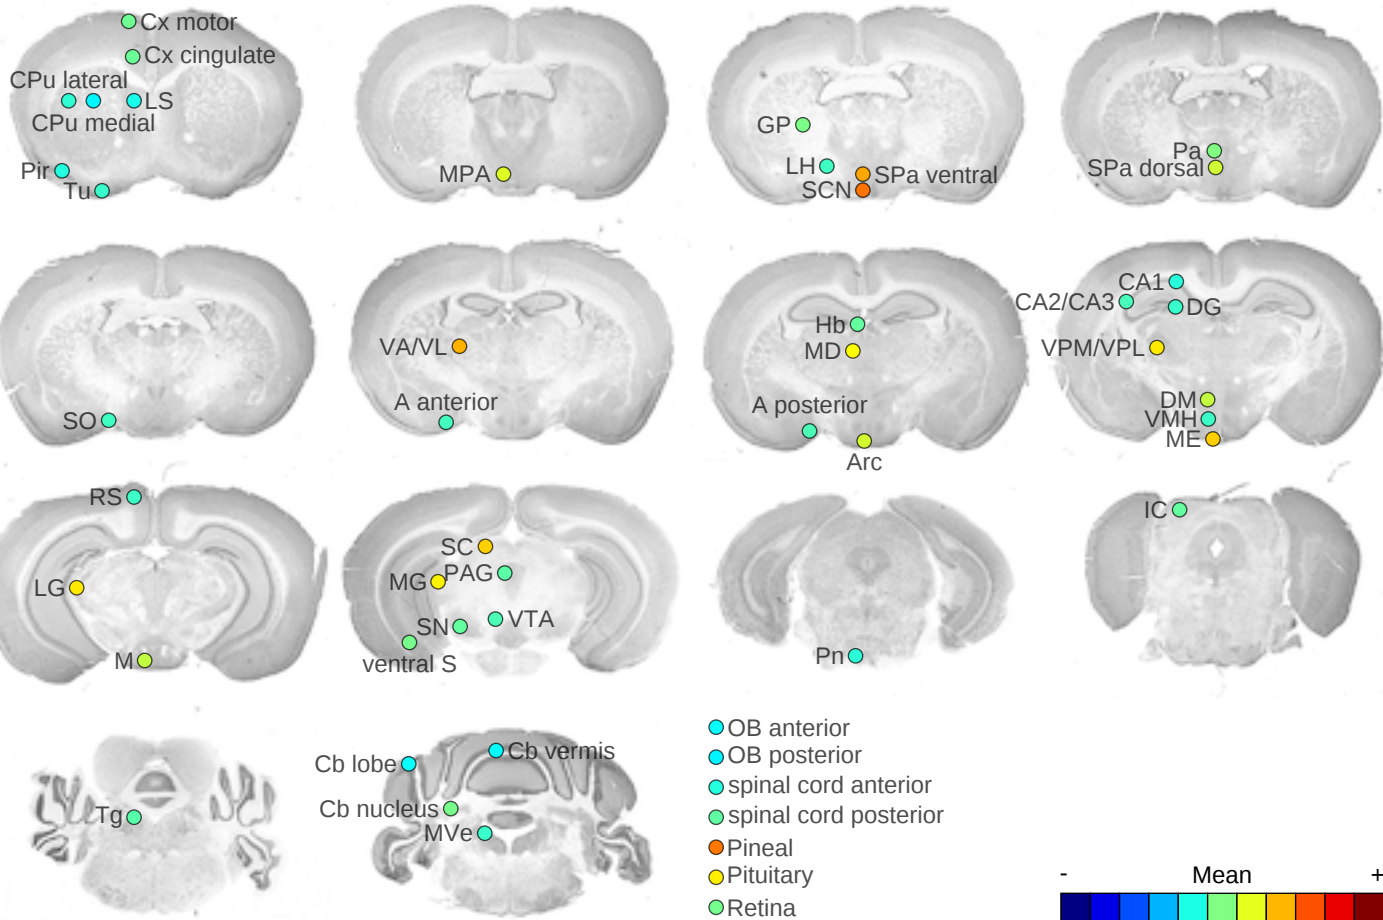 Cx motor
Cx cingulate
CPu lateral
LS
CPu medial
Pir
Tu
MPA
GP
LH
SPa ventral
SCN
Pa
SPa dorsal
SO
VA/VL
A anterior
Hb
MD
A posterior
Arc
CA1
CA2/CA3
DG
VPM/VPL
DM
VMH
ME
RS
LG
M
SC
PAG
MG
VTA
SN
ventral S
Pn
IC
Tg
Cb vermis
Cb lobe
Cb nucleus
MVe
OB anterior
OB posterior
spinal cord anterior
spinal cord posterior
Pineal
Pituitary
Retina
- Mean +